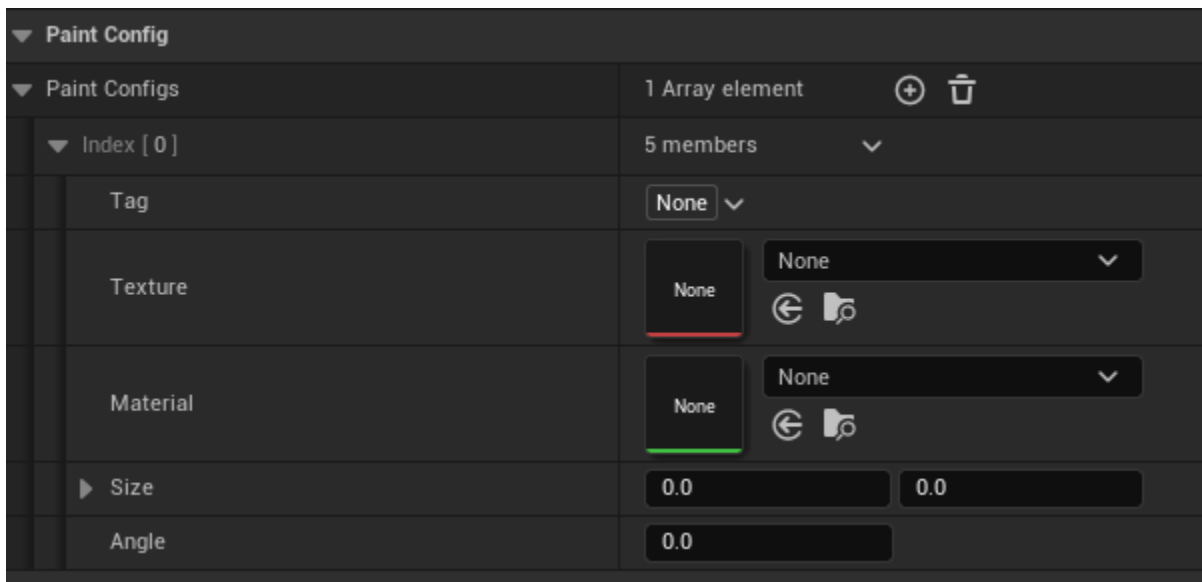 Paint Config
Paint Configs 1 Array element
Index [ 0 ] 5 members
Tag None
Texture None None
Material None None
Size 0.0 0.0
Angle 0.0